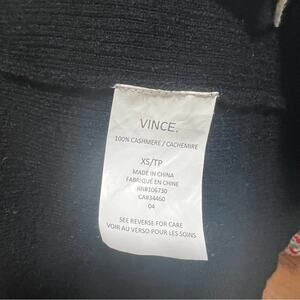 VINCE.
100% CASHMERE / CACHEMIRE
XS/TP
MADE IN CHINA
FABRIQUÉ EN CHINE
RN#106730
CA#34460
04
SEE REVERSE FOR CARE
VOIR AU VERSO POUR LES SOINS